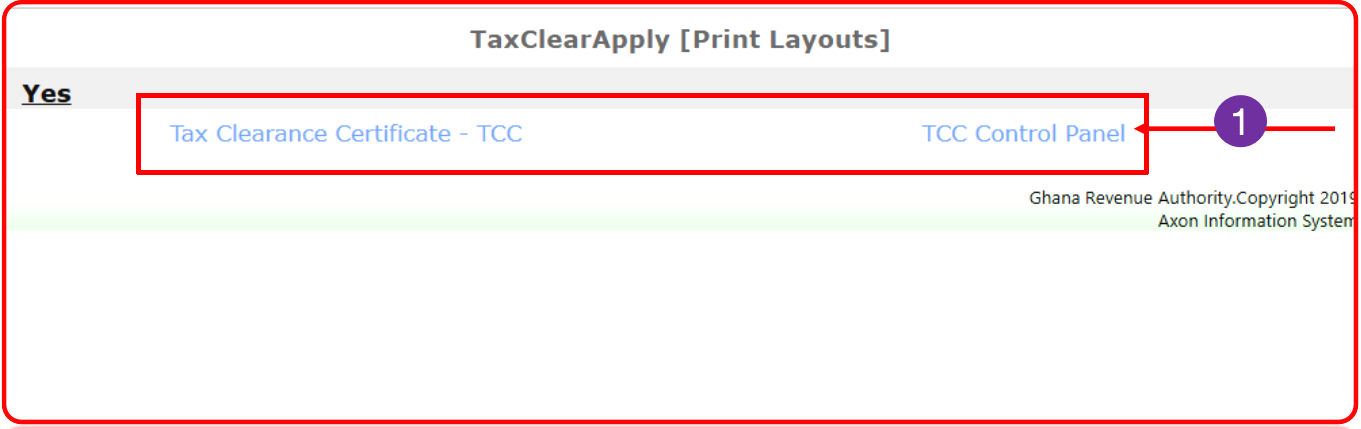 TaxClearApply [Print Layouts]
Yes
Tax Clearance Certificate - TCC TCC Control Panel 1
Ghana Revenue Authority.Copyright 2019
Axon Information System